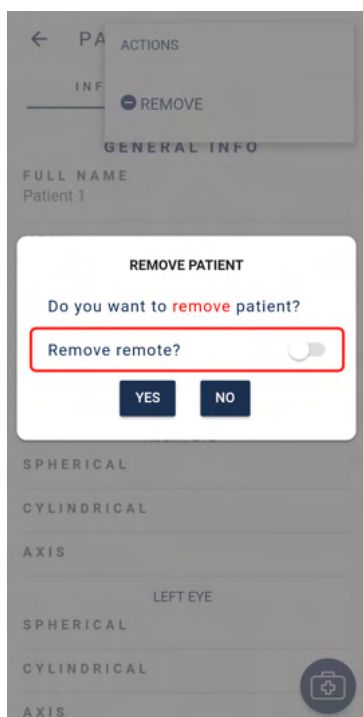 PA
ACTIONS
INF
REMOVE
GENERAL INFO
FULL NAME
Patient 1
REMOVE PATIENT
Do you want to remove patient?
Remove remote?
YES
NO
SPHERICAL
CYLINDRICAL
AXIS
LEFT EYE
SPHERICAL
CYLINDRICAL
AXIS